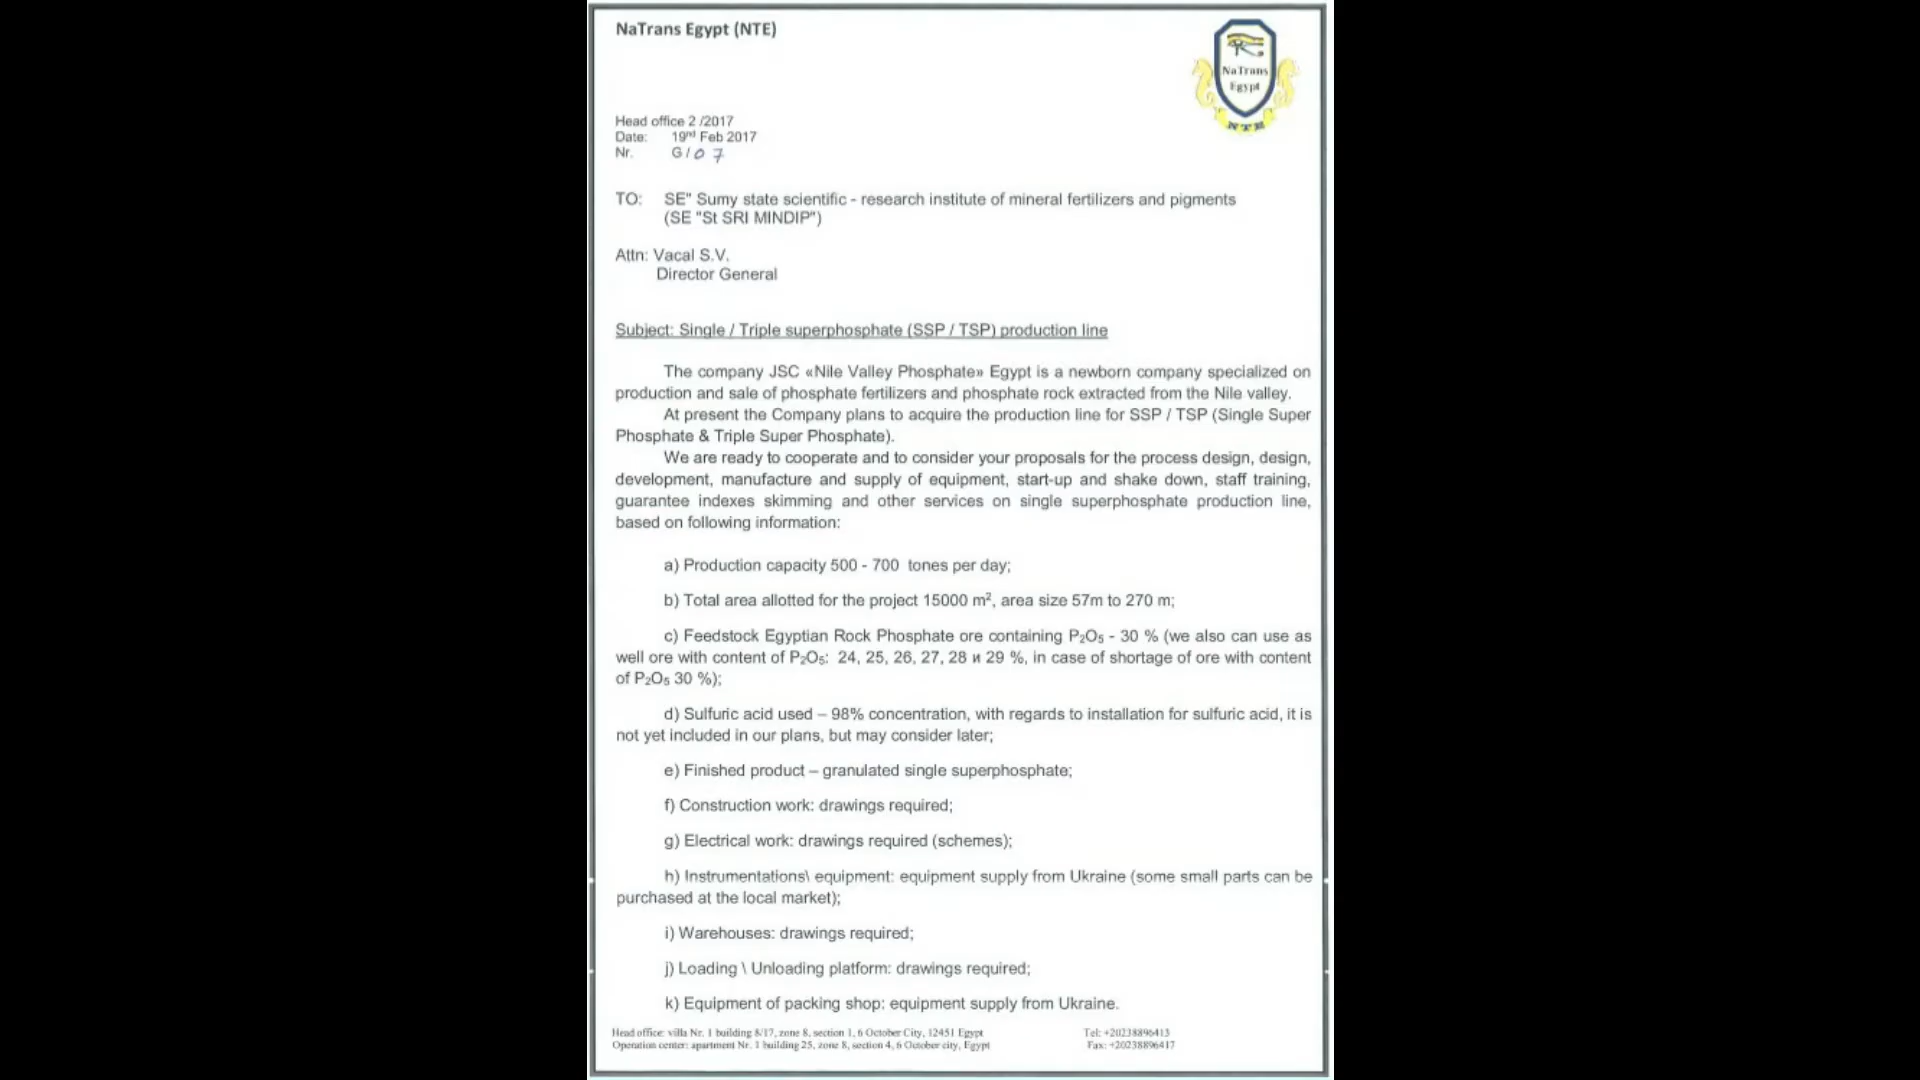 NaTrans Egypt (NTE)
NaTrans
Egypt
NTE
Head office 2 /2017
Date: 19nd Feb 2017
Nr. G/07
TO: SE" Sumy state scientific - research institute of mineral fertilizers and pigments
(SE "St SRI MINDIP")
Attn: Vacal S.V.
Director General
Subject: Single / Triple superphosphate (SSP / TSP) production line
The company JSC «Nile Valley Phosphate» Egypt is a newborn company specialized on
production and sale of phosphate fertilizers and phosphate rock extracted from the Nile valley.
At present the Company plans to acquire the production line for SSP / TSP (Single Super
Phosphate & Triple Super Phosphate).
We are ready to cooperate and to consider your proposals for the process design, design,
development, manufacture and supply of equipment, start-up and shake down, staff training,
guarantee indexes skimming and other services on single superphosphate production line,
based on following information:
a) Production capacity 500 - 700 tones per day;
b) Total area allotted for the project 15000 m², area size 57m to 270 m;
c) Feedstock Egyptian Rock Phosphate ore containing P₂O₅ - 30 % (we also can use as
well ore with content of P₂O₅: 24, 25, 26, 27, 28 и 29 %, in case of shortage of ore with content
of P₂O₅ 30 %);
d) Sulfuric acid used – 98% concentration, with regards to installation for sulfuric acid, it is
not yet included in our plans, but may consider later;
e) Finished product – granulated single superphosphate;
f) Construction work: drawings required;
g) Electrical work: drawings required (schemes);
h) Instrumentations\ equipment: equipment supply from Ukraine (some small parts can be
purchased at the local market);
i) Warehouses: drawings required;
j) Loading \ Unloading platform: drawings required;
k) Equipment of packing shop: equipment supply from Ukraine.
Head office: villa Nr. 1 building 8/17, zone 8, section 1, 6 October City, 12451 Egypt Tel: +20238896413
Operation center: apartment Nr. 1 building 25, zone 8, section 4, 6 October city, Egypt Fax: +20238896417